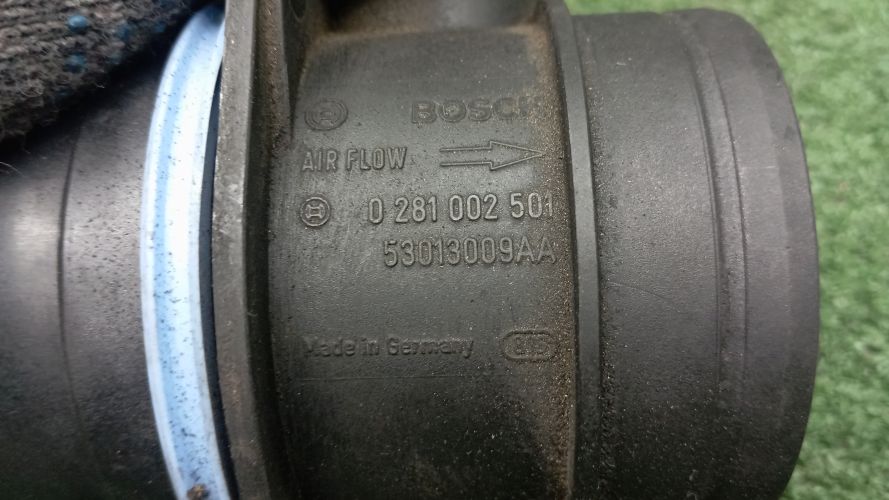 BOSCH
AIR FLOW
0 281 002 501
53013009AA
Made in Germany